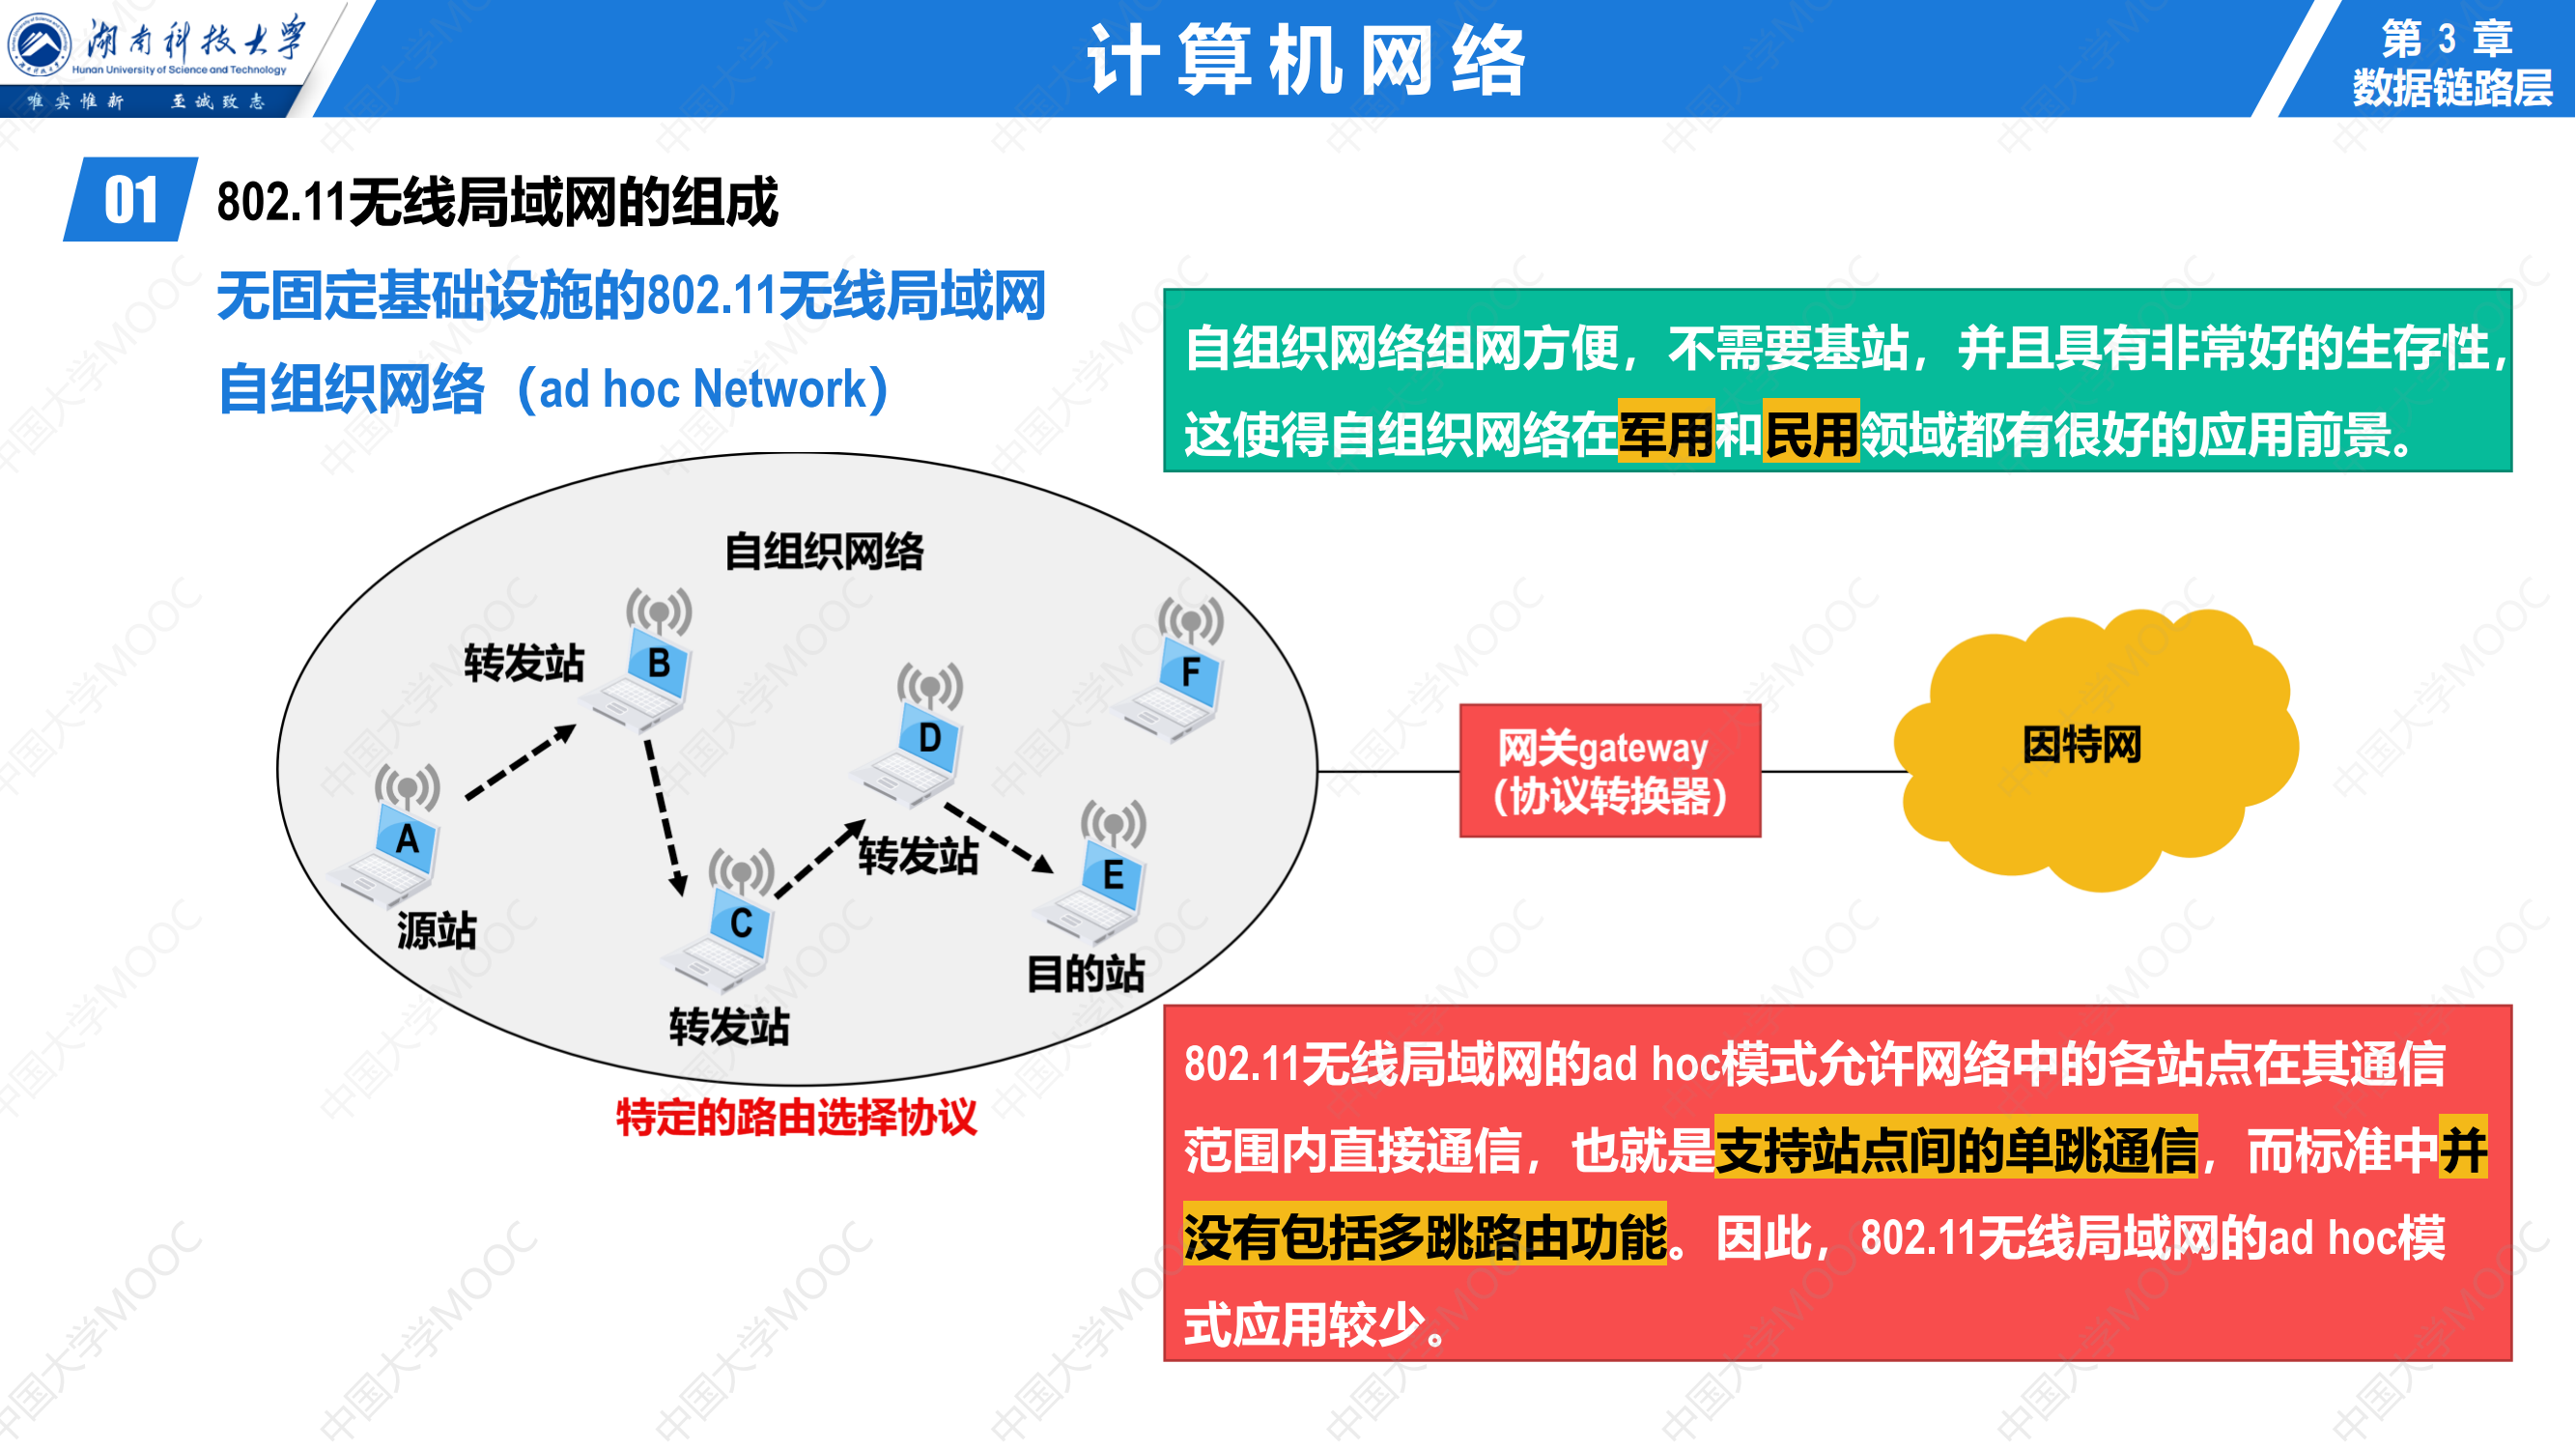 湖南科技大学
Hunan University of Science and Technology
唯实惟新 至诚致志
计算机网络
第 3 章
数据链路层
01
802.11无线局域网的组成
无固定基础设施的802.11无线局域网
自组织网络（ad hoc Network）
自组织网络组网方便，不需要基站，并且具有非常好的生存性，
这使得自组织网络在军用和民用领域都有很好的应用前景。
自组织网络
转发站
B
F
D
A
转发站
E
C
源站
目的站
转发站
特定的路由选择协议
网关gateway
（协议转换器）
因特网
802.11无线局域网的ad hoc模式允许网络中的各站点在其通信
范围内直接通信，也就是支持站点间的单跳通信，而标准中并
没有包括多跳路由功能。因此，802.11无线局域网的ad hoc模
式应用较少。
中国大学MOOC